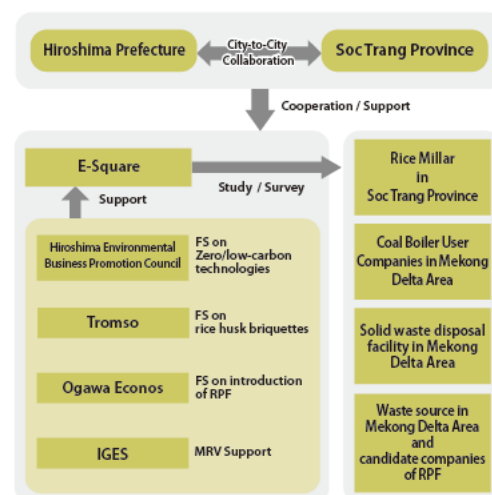 Hiroshima Prefecture
City-to-City
Collaboration
Soc Trang Province
Cooperation / Support
E-Square
Study / Survey
Support
Hiroshima Environmental
Business Promotion Council
FS on
Zero/low-carbon
technologies
Tromso
FS on
rice husk briquettes
Ogawa Econos
FS on introduction
of RPF
IGES
MRV Support
Rice Millar
in
Soc Trang Province
Coal Boiler User
Companies in Mekong
Delta Area
Solid waste disposal
facility in Mekong
Delta Area
Waste source in
Mekong Delta Area
and
candidate companies
of RPF